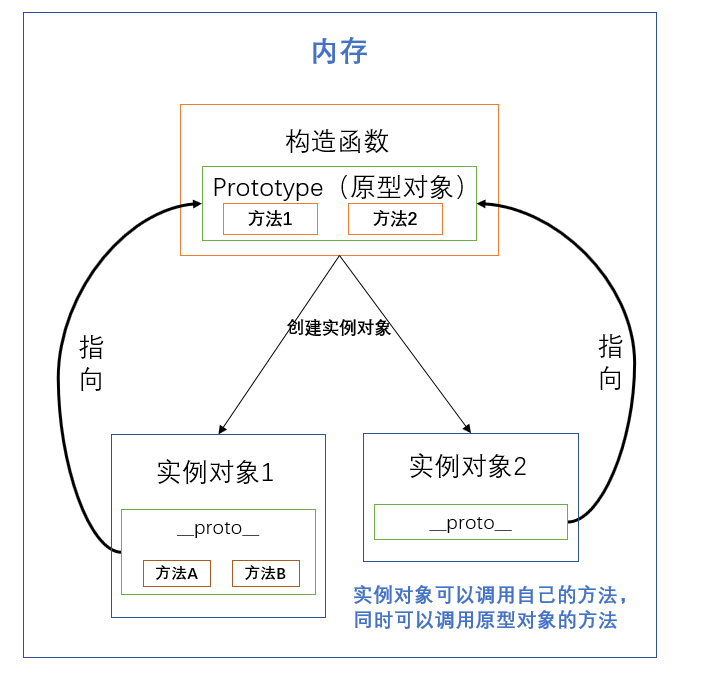 内存
构造函数
Prototype（原型对象）
方法1
方法2
创建实例对象
指
向
指
向
实例对象1
__proto__
方法A
方法B
实例对象2
__proto__
实例对象可以调用自己的方法，
同时可以调用原型对象的方法